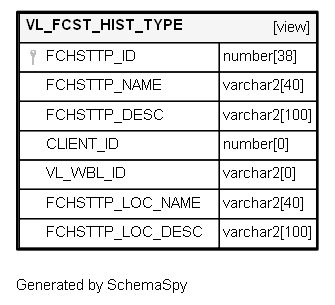 VL_FCST_HIST_TYPE [view]
FCHSTTP_ID number[38]
FCHSTTP_NAME varchar2[40]
FCHSTTP_DESC varchar2[100]
CLIENT_ID number[0]
VL_WBL_ID varchar2[0]
FCHSTTP_LOC_NAME varchar2[40]
FCHSTTP_LOC_DESC varchar2[100]
Generated by SchemaSpy